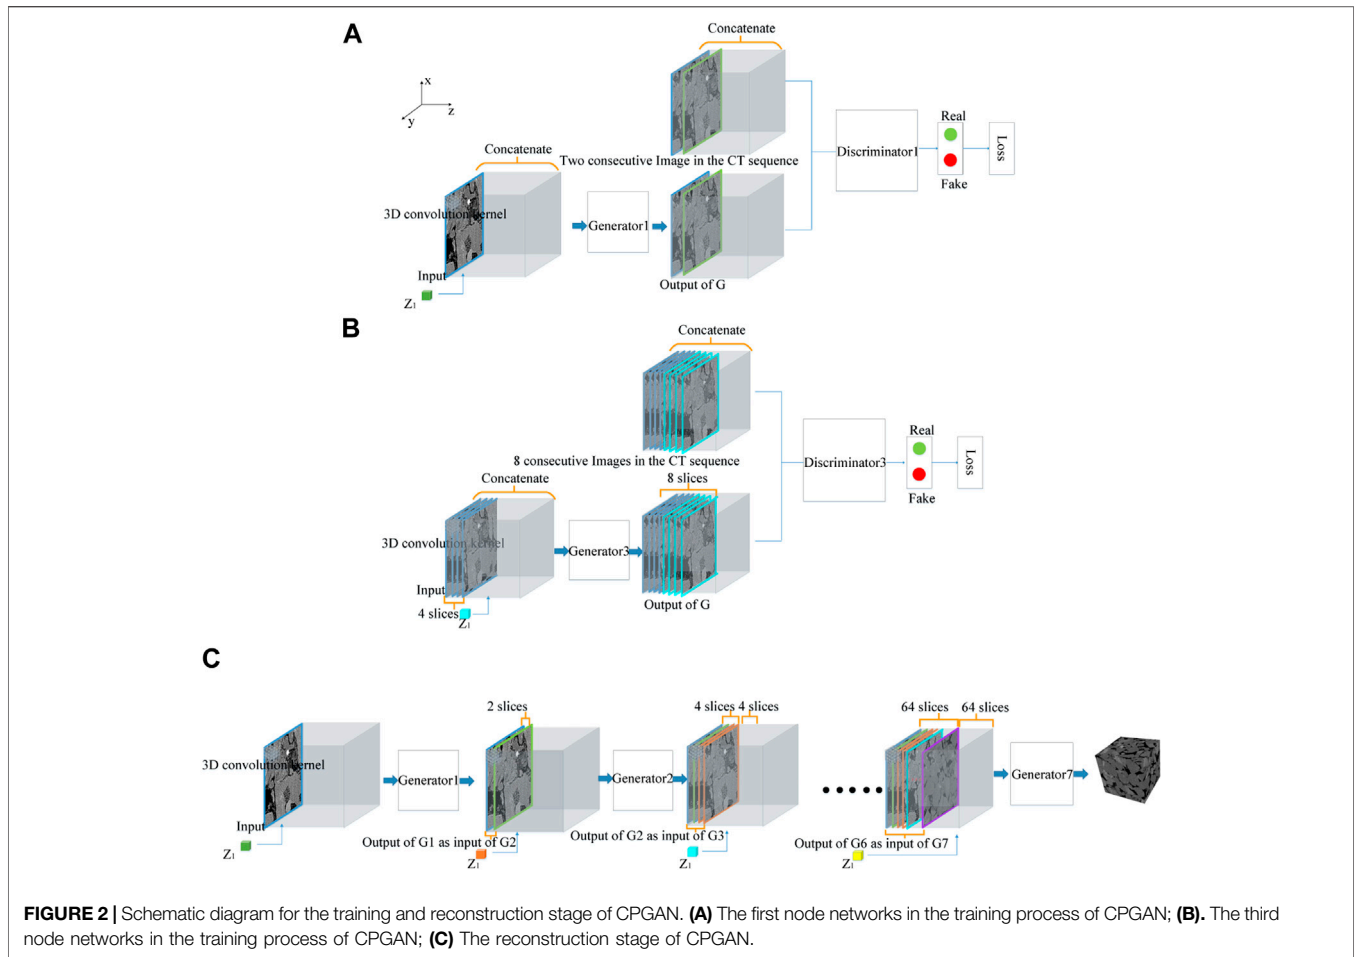 A
Concatenate
x
z
y
Two consecutive Image in the CT sequence
Concatenate
3D convolution kernel
Input
Z1
Generator1
Output of G
Discriminator1
Real
Fake
Loss
B
Concatenate
8 consecutive Images in the CT sequence
Concatenate
8 slices
3D convolution kernel
Input
4 slices
Z1
Generator3
Output of G
Discriminator3
Real
Fake
Loss
C
2 slices
4 slices 4 slices
64 slices 64 slices
3D convolution kernel
Input
Z1
Generator1
Output of G1 as input of G2
Z1
Generator2
Output of G2 as input of G3
Z1
Output of G6 as input of G7
Z1
Generator7
FIGURE 2 | Schematic diagram for the training and reconstruction stage of CPGAN. (A) The first node networks in the training process of CPGAN; (B). The third
node networks in the training process of CPGAN; (C) The reconstruction stage of CPGAN.